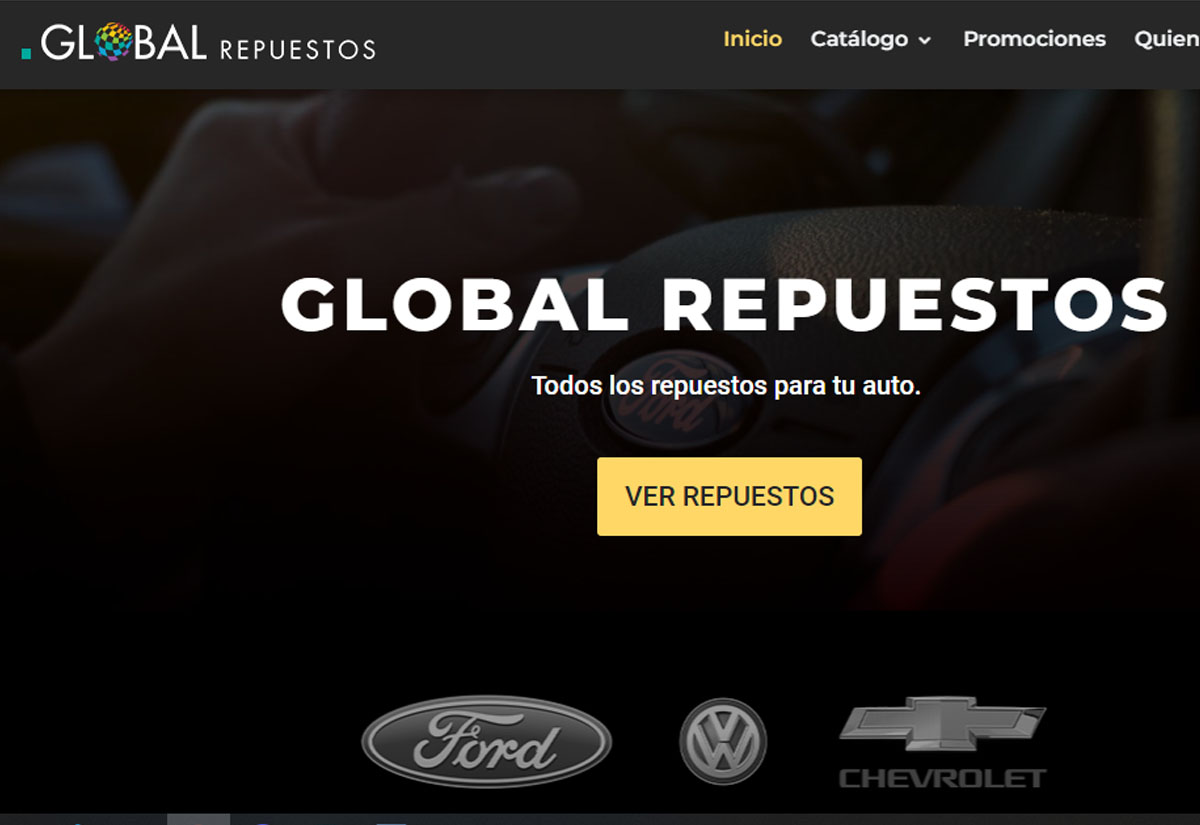 .GLOBAL REPUESTOS
Inicio Catálogo Promociones Quien
GLOBAL REPUESTOS
Todos los repuestos para tu auto.
Ford
VER REPUESTOS
Ford
VW
CHEVROLET